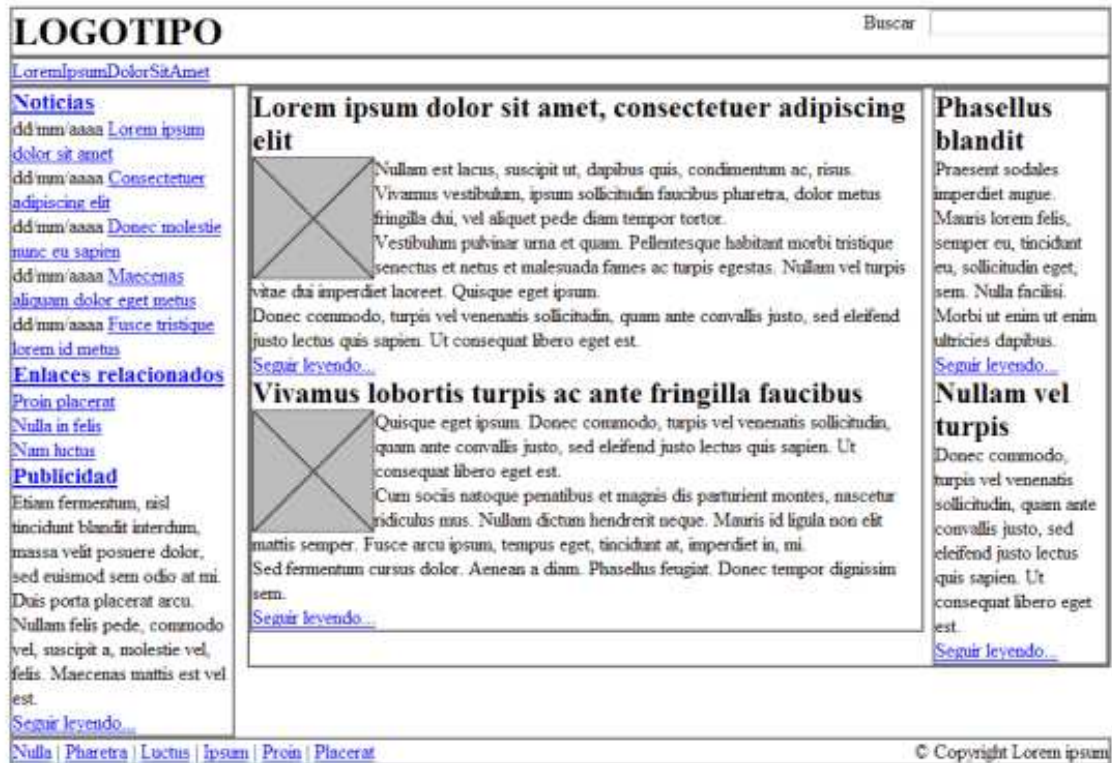 LOGOTIPO
Buscar
LoremIpsumDolorSitAmet
Noticias
dd/mm/aaaa Lorem ipsum
dolor sit amet
dd/mm/aaaa Consectetuer
adipiscing elit
dd/mm/aaaa Donec molestie
nunc eu sapien
dd/mm/aaaa Maecenas
aliquam dolor eget metus
dd/mm/aaaa Fusce tristique
lorem id metus
Enlaces relacionados
Proin placerat
Nulla in felis
Nam luctus
Publicidad
Etiam fermentum, nisl
tincidunt blandit interdum,
massa velit posuere dolor,
sed euismod sem odio at mi.
Duis porta placerat arcu.
Nullam felis pede, commodo
vel, suscipit a, molestie vel,
felis. Maecenas mattis est vel
est.
Seguir leyendo...
Lorem ipsum dolor sit amet, consectetuer adipiscing
elit
Nullam est lacus, suscipit ut, dapibus quis, condimentum ac, risus.
Vivamus vestibulum, ipsum sollicitudin faucibus pharetra, dolor metus
fringilla dui, vel aliquet pede diam tempor tortor.
Vestibulum pulvinar urna et quam. Pellentesque habitant morbi tristique
senectus et netus et malesuada fames ac turpis egestas. Nullam vel turpis
vitae dui imperdiet laoreet. Quisque eget ipsum.
Donec commodo, turpis vel venenatis sollicitudin, quam ante convallis justo, sed eleifend
justo lectus quis sapien. Ut consequat libero eget est.
Seguir leyendo...
Vivamus lobortis turpis ac ante fringilla faucibus
Quisque eget ipsum. Donec commodo, turpis vel venenatis sollicitudin,
quam ante convallis justo, sed eleifend justo lectus quis sapien. Ut
consequat libero eget est.
Cum sociis natoque penatibus et magnis dis parturient montes, nascetur
ridiculus mus. Nullam dictum hendrerit neque. Mauris id ligula non elit
mattis semper. Fusce arcu ipsum, tempus eget, tincidunt at, imperdiet in, mi.
Sed fermentum cursus dolor. Aenean a diam. Phasellus feugiat. Donec tempor dignissim
sem.
Seguir leyendo...
Phasellus
blandit
Praesent sodales
imperdiet augue.
Mauris lorem felis,
semper eu, tincidunt
eu, sollicitudin eget,
sem. Nulla facilisi.
Morbi ut enim ut enim
ultricies dapibus.
Seguir leyendo...
Nullam vel
turpis
Donec commodo,
turpis vel venenatis
sollicitudin, quam ante
convallis justo, sed
eleifend justo lectus
quis sapien. Ut
consequat libero eget
est.
Seguir leyendo...
Nulla | Pharetra | Luctus | Ipsum | Proin | Placerat
© Copyright Lorem ipsum